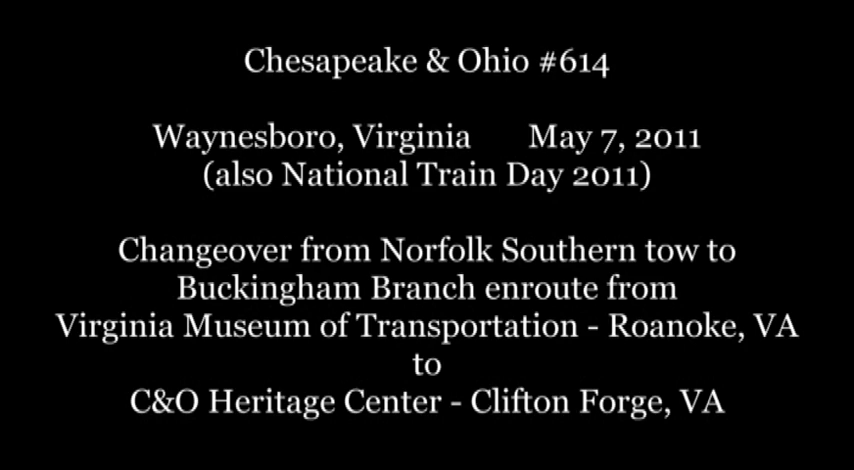 Chesapeake & Ohio #614
Waynesboro, Virginia May 7, 2011
(also National Train Day 2011)
Changeover from Norfolk Southern tow to
Buckingham Branch enroute from
Virginia Museum of Transportation - Roanoke, VA
to
C&O Heritage Center - Clifton Forge, VA